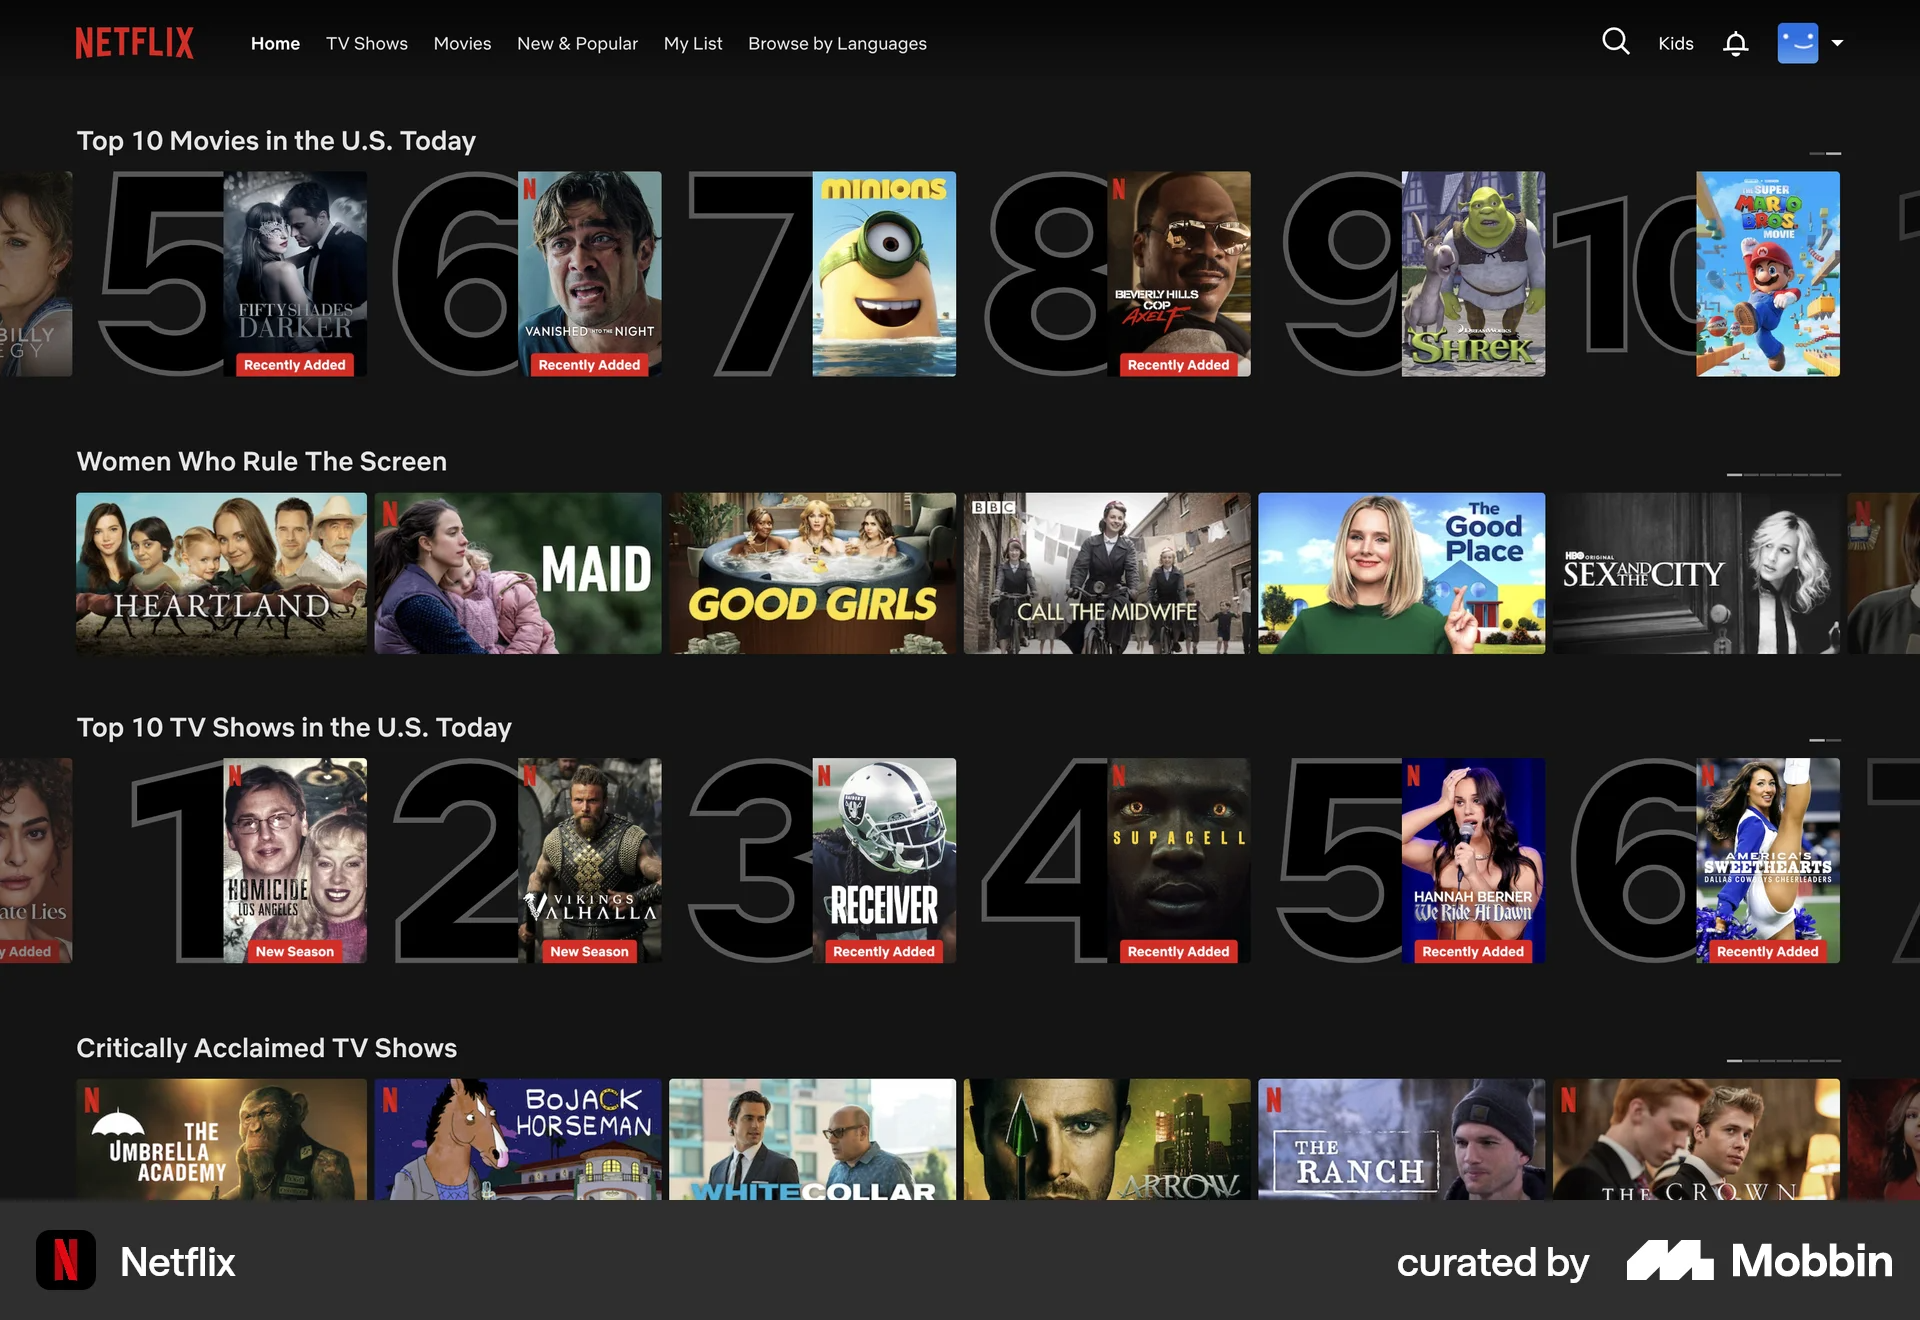 NETFLIX Home TV Shows Movies New & Popular My List Browse by Languages Kids
Top 10 Movies in the U.S. Today
BILLY
EGY
5
FIFTY SHADES
DARKER
Recently Added
6
N
VANISHED INTO THE NIGHT
Recently Added
7
MINIONS
8
N
BEVERLY HILLS
COP
AXEL F
Recently Added
9
DREAMWORKS
SHREK
10
THE SUPER
MARIO
BROS.
MOVIE
Women Who Rule The Screen
HEARTLAND
N
MAID
GOOD GIRLS
BBC
CALL THE MIDWIFE
The
Good
Place
HBO ORIGINAL
SEX AND THE CITY
N
Top 10 TV Shows in the U.S. Today
ate Lies
y Added
1
N
HOMICIDE
LOS ANGELES
New Season
2
N
VIKINGS
VALHALLA
New Season
3
N
RAIDERS
RECEIVER
Recently Added
4
N
SUPACELL
Recently Added
5
N
HANNAH BERNER
We Ride At Dawn
Recently Added
6
N
AMERICA'S
SWEETHEARTS
DALLAS COWBOYS CHEERLEADERS
Recently Added
7
Critically Acclaimed TV Shows
N
THE
UMBRELLA
ACADEMY
N
BOJACK
HORSEMAN
WHITE COLLAR
ARROW
N
THE
RANCH
N
THE CROWN
N Netflix
curated by Mobbin